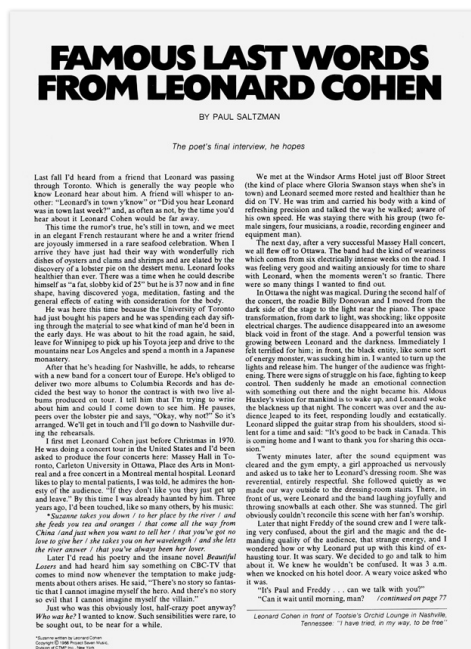 FAMOUS LAST WORDS
FROM LEONARD COHEN
BY PAUL SALTZMAN
The poet's final interview, he hopes
Last fall I'd heard from a friend that Leonard was passing
through Toronto. Which is generally the way people who
know Leonard hear about him. A friend will whisper to an-
other: "Leonard's in town y'know" or "Did you hear Leonard
was in town last week?" and, as often as not, by the time you'd
hear about it Leonard Cohen would be far away.
This time the rumor's true, he's still in town, and we meet
in an elegant French restaurant where he and a writer friend
are joyously immersed in a rare seafood celebration. When I
arrive they have just had their way with wonderfully rich
dishes of oysters and clams and shrimps and are elated by the
discovery of a lobster pie on the dessert menu. Leonard looks
healthier than ever. There was a time when he could describe
himself as "a fat, slobby kid of 25" but he is 37 now and in fine
shape, having discovered yoga, meditation, fasting and the
general effects of eating with consideration for the body.
He was here this time because the University of Toronto
had just bought his papers and he was spending each day sift-
ing through the material to see what kind of man he'd been in
the early days. He was about to hit the road again, he said,
leave for Winnipeg to pick up his Toyota jeep and drive to the
mountains near Los Angeles and spend a month in a Japanese
monastery.
After that he's heading for Nashville, he adds, to rehearse
with a new band for a concert tour of Europe. He's obliged to
deliver two more albums to Columbia Records and has de-
cided the best way to honor the contract is with two live al-
bums produced on tour. I tell him that I'm trying to write
about him and could I come down to see him. He pauses,
peers over the lobster pie and says, "Okay, why not?" So it's
arranged. We'll get in touch and I'll go down to Nashville dur-
ing the rehearsals.
I first met Leonard Cohen just before Christmas in 1970.
He was doing a concert tour in the United States and I'd been
asked to produce the four concerts here: Massey Hall in To-
ronto, Carleton University in Ottawa, Place des Arts in Mont-
real and a free concert in a Montreal mental hospital. Leonard
likes to play to mental patients, I was told, he admires the hon-
esty of the audience. "If they don't like you they just get up
and leave." By this time I was already haunted by him. Three
years ago, I'd been touched, like so many others, by his music:
*Suzanne takes you down / to her place by the river / and
she feeds you tea and oranges / that come all the way from
China / and just when you want to tell her / that you've got no
love to give her / she takes you on her wavelength / and she lets
the river answer / that you've always been her lover.
Later I'd read his poetry and the insane novel Beautiful
Losers and had heard him say something on CBC-TV that
comes to mind now whenever the temptation to make judg-
ments about others arises. He said, "There's no story so fantas-
tic that I cannot imagine myself the hero. And there's no story
so evil that I cannot imagine myself the villain."
Just who was this obviously lost, half-crazy poet anyway?
Who was he? I wanted to know. Such sensibilities were rare, to
be sought out, to be near for a while.
*Suzanne written by Leonard Cohen
Copyright © 1966 Project Seven Music,
Division of CTMP Inc., New York
We met at the Windsor Arms Hotel just off Bloor Street
(the kind of place where Gloria Swanson stays when she's in
town) and Leonard seemed more rested and healthier than he
did on TV. He was trim and carried his body with a kind of
refreshing precision and talked the way he walked; aware of
his own speed. He was staying there with his group (two fe-
male singers, four musicians, a roadie, recording engineer and
equipment man).
The next day, after a very successful Massey Hall concert,
we all flew off to Ottawa. The band had the kind of weariness
which comes from six electrically intense weeks on the road. I
was feeling very good and waiting anxiously for time to share
with Leonard, when the moments weren't so frantic. There
were so many things I wanted to find out.
In Ottawa the night was magical. During the second half of
the concert, the roadie Billy Donovan and I moved from the
dark side of the stage to the light near the piano. The space
transformation, from dark to light, was shocking; like opposite
electrical charges. The audience disappeared into an awesome
black void in front of the stage. And a powerful tension was
growing between Leonard and the darkness. Immediately I
felt terrified for him; in front, the black entity, like some sort
of energy monster, was sucking him in. I wanted to turn up the
lights and release him. The hunger of the audience was fright-
ening. There were signs of struggle on his face, fighting to keep
control. Then suddenly he made an emotional connection
with something out there and the night became his. Aldous
Huxley's vision for mankind is to wake up, and Leonard woke
the blackness up that night. The concert was over and the au-
dience leaped to its feet, responding loudly and ecstatically.
Leonard slipped the guitar strap from his shoulders, stood si-
lent for a time and said: "It's good to be back in Canada. This
is coming home and I want to thank you for sharing this occa-
sion."
Twenty minutes later, after the sound equipment was
cleared and the gym empty, a girl approached us nervously
and asked us to take her to Leonard's dressing room. She was
reverential, entirely respectful. She followed quietly as we
made our way outside to the dressing-room stairs. There, in
front of us, were Leonard and the band laughing joyfully and
throwing snowballs at each other. She was stunned. The girl
obviously couldn't reconcile this scene with her fan's worship.
Later that night Freddy of the sound crew and I were talk-
ing very confused, about the girl and the magic and the de-
manding quality of the audience, that strange energy, and I
wondered how or why Leonard put up with this kind of ex-
hausting tour. It was scary. We decided to go and talk to him
about it. We knew he wouldn't be confused. It was 3 a.m.
when we knocked on his hotel door. A weary voice asked who
it was.
"It's Paul and Freddy . . . can we talk with you?"
"Can it wait until morning, man? /continued on page 77
Leonard Cohen in front of Tootsie's Orchid Lounge in Nashville,
Tennessee: "I have tried, in my way, to be free"